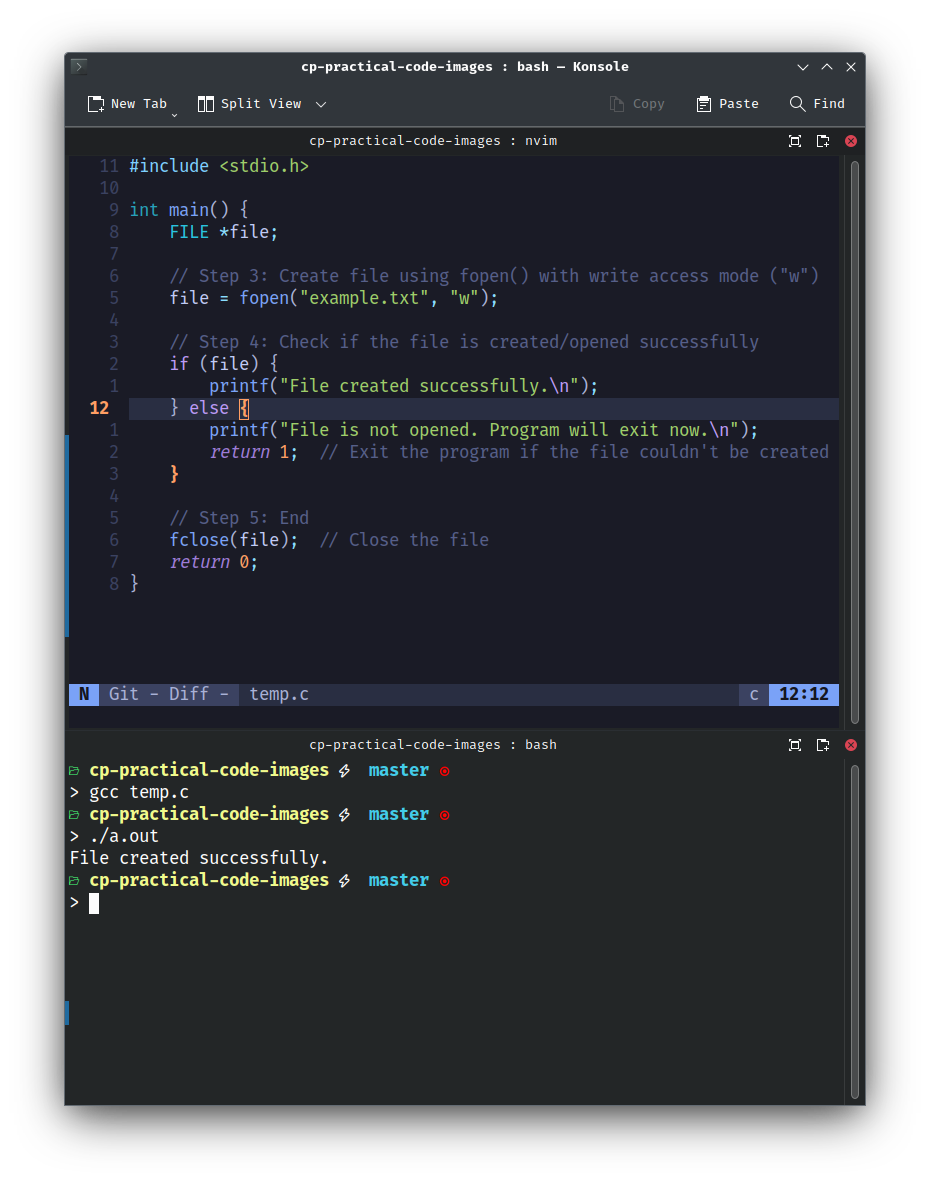 cp-practical-code-images : bash — Konsole
New Tab Split View Copy Paste Find
cp-practical-code-images : nvim
11 #include <stdio.h>
10
9 int main() {
8     FILE *file;
7
6     // Step 3: Create file using fopen() with write access mode ("w")
5     file = fopen("example.txt", "w");
4
3     // Step 4: Check if the file is created/opened successfully
2     if (file) {
1         printf("File created successfully.\n");
12     } else {
1         printf("File is not opened. Program will exit now.\n");
2         return 1;  // Exit the program if the file couldn't be created
3     }
4
5     // Step 5: End
6     fclose(file);  // Close the file
7     return 0;
8 }
N Git - Diff - temp.c c 12:12
cp-practical-code-images : bash
cp-practical-code-images master
> gcc temp.c
cp-practical-code-images master
> ./a.out
File created successfully.
cp-practical-code-images master
>